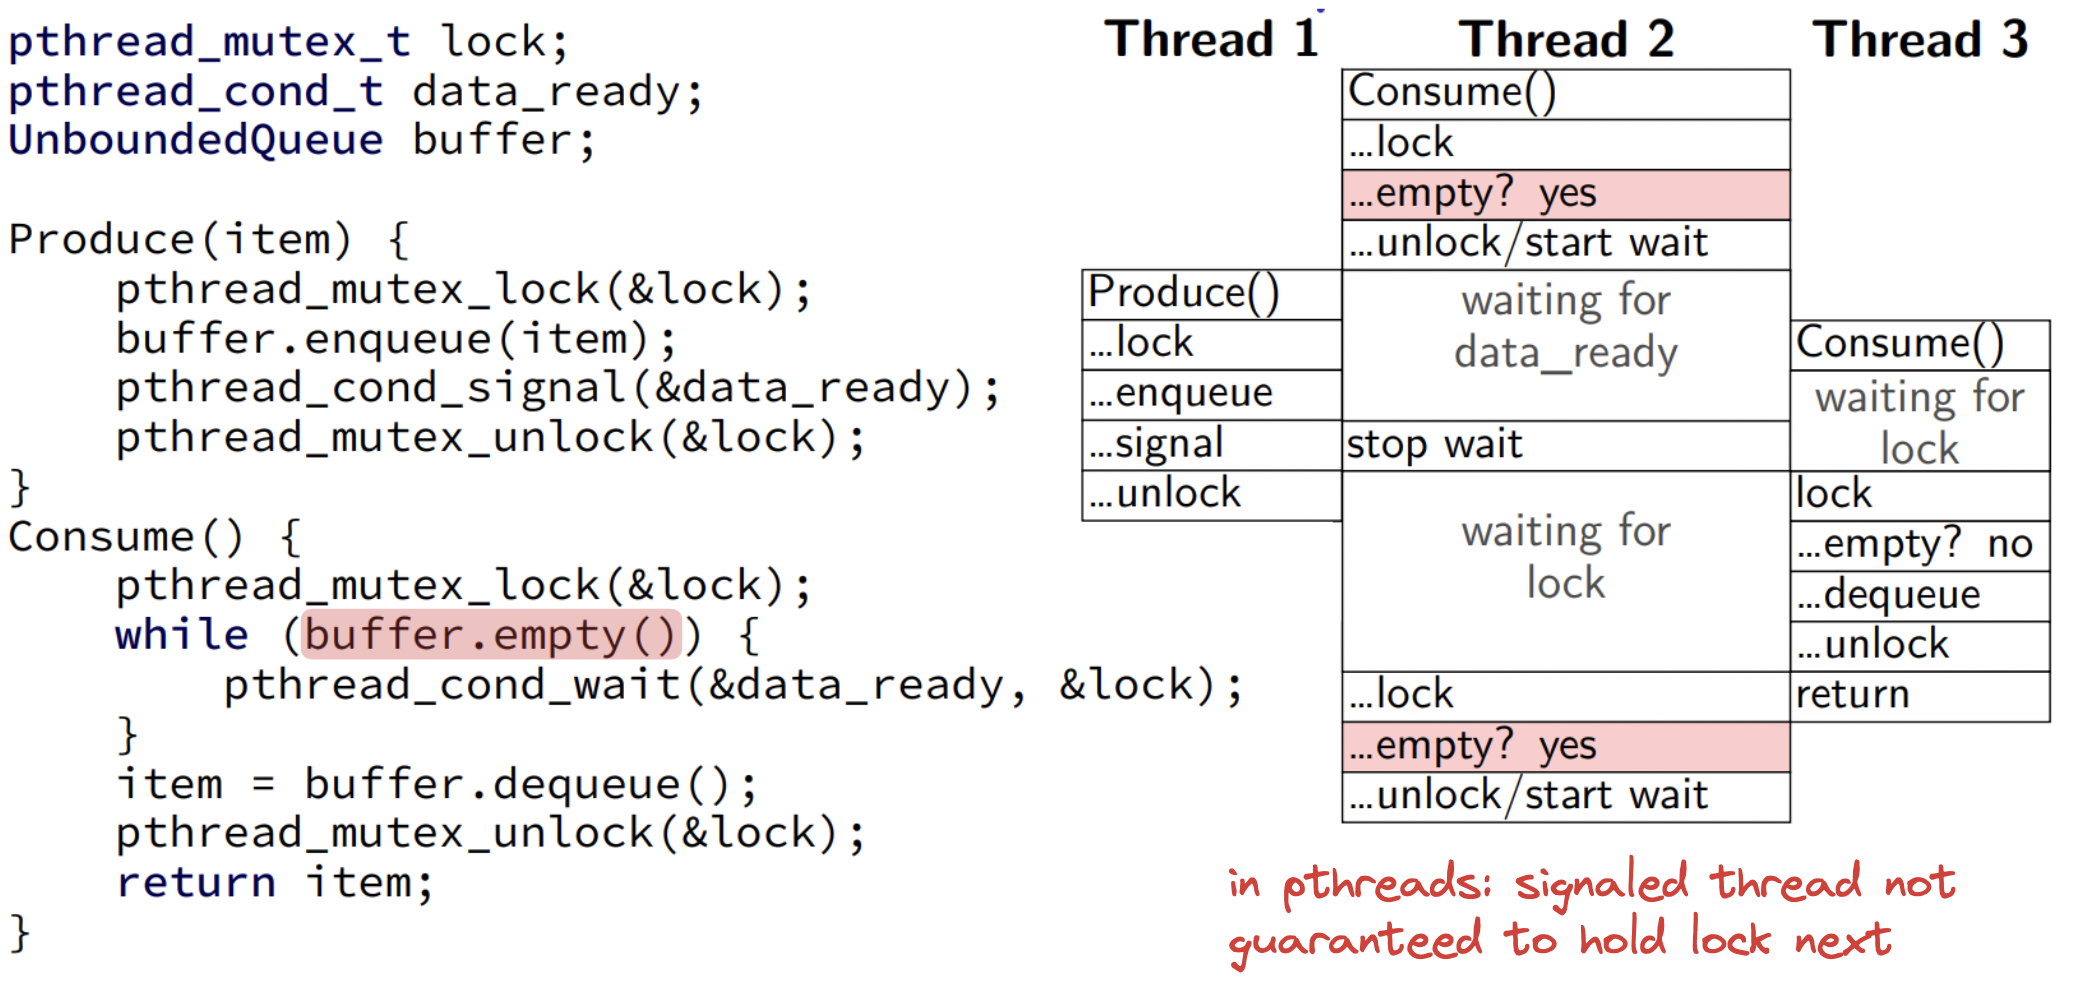 pthread_mutex_t lock;
pthread_cond_t data_ready;
UnboundedQueue buffer;
Produce(item) {
pthread_mutex_lock(&lock);
buffer.enqueue(item);
pthread_cond_signal(&data_ready);
pthread_mutex_unlock(&lock);
}
Consume() {
pthread_mutex_lock(&lock);
while (buffer.empty()) {
pthread_cond_wait(&data_ready, &lock);
}
item = buffer.dequeue();
pthread_mutex_unlock(&lock);
return item;
}
Thread 1
Produce()
...lock
...enqueue
...signal
...unlock
Thread 2
Consume()
...lock
...empty? yes
...unlock/start wait
waiting for
data_ready
stop wait
waiting for
lock
...lock
...empty? yes
...unlock/start wait
Thread 3
Consume()
waiting for
lock
lock
...empty? no
...dequeue
...unlock
return
in pthreads: signaled thread not
guaranteed to hold lock next